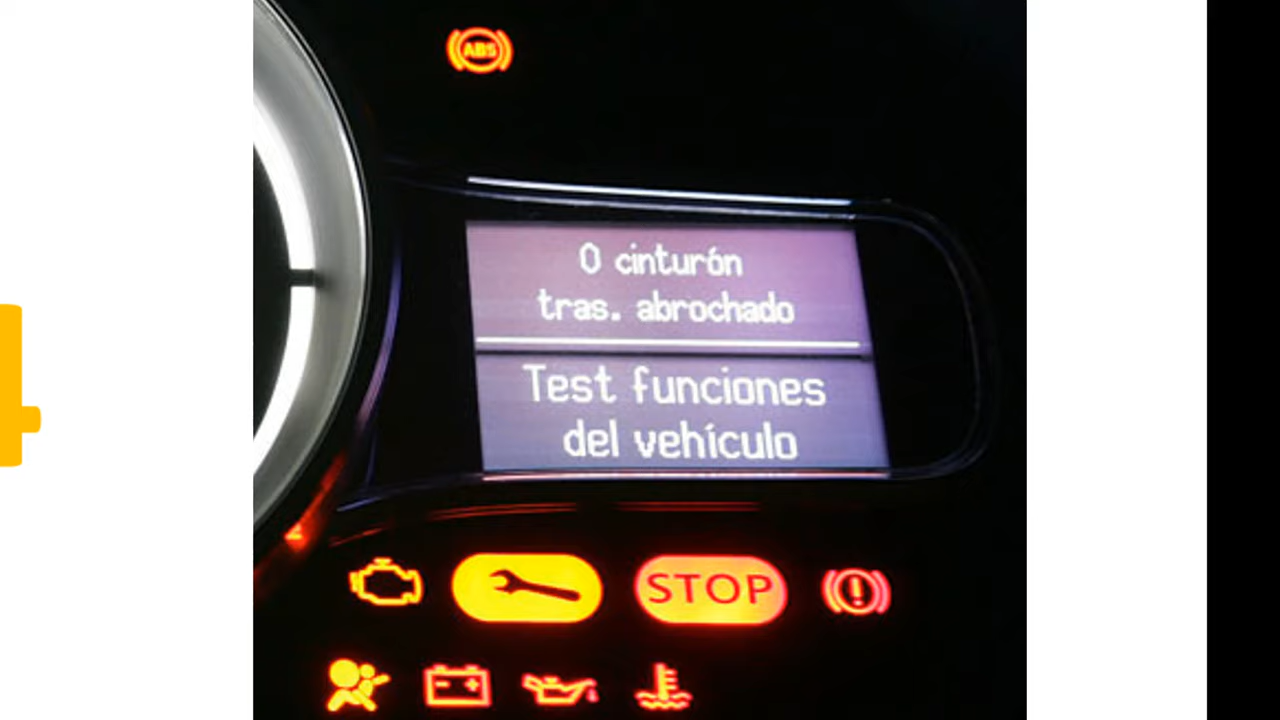 ABS
0 cinturón
tras. abrochado
Test funciones
del vehículo
STOP